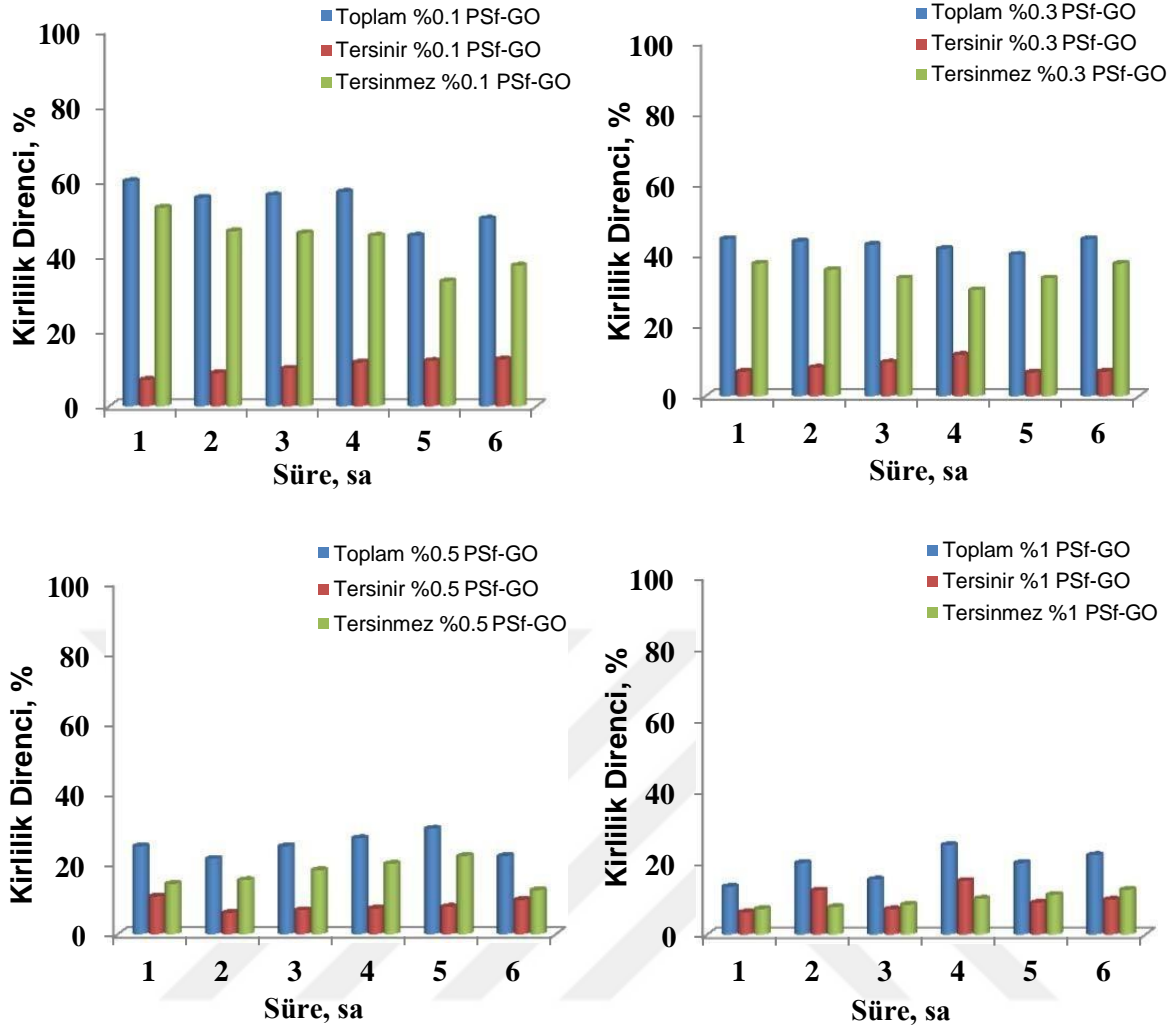 Toplam %0.1 PSf-GO
Tersinir %0.1 PSf-GO
Tersinmez %0.1 PSf-GO
Kirlilik Direnci, %
100
80
60
40
20
0
1 2 3 4 5 6
Süre, sa
Toplam %0.3 PSf-GO
Tersinir %0.3 PSf-GO
Tersinmez %0.3 PSf-GO
Kirlilik Direnci, %
100
80
60
40
20
0
1 2 3 4 5 6
Süre, sa
Toplam %0.5 PSf-GO
Tersinir %0.5 PSf-GO
Tersinmez %0.5 PSf-GO
Kirlilik Direnci, %
100
80
60
40
20
0
1 2 3 4 5 6
Süre, sa
Toplam %1 PSf-GO
Tersinir %1 PSf-GO
Tersinmez %1 PSf-GO
Kirlilik Direnci, %
100
80
60
40
20
0
1 2 3 4 5 6
Süre, sa